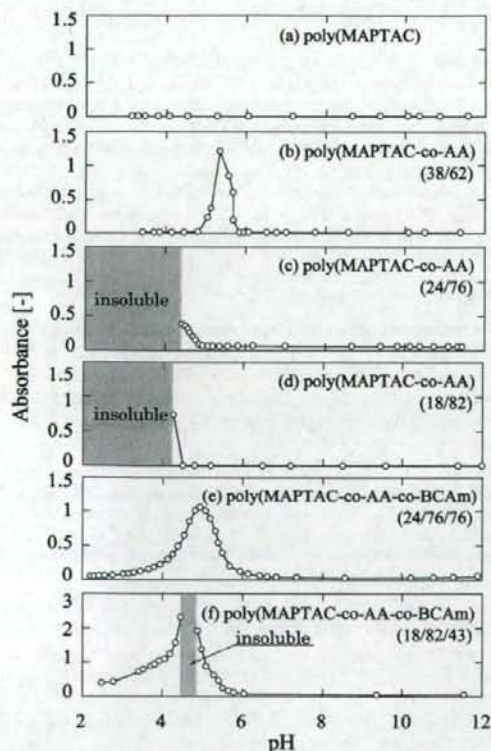 1.5
(a) poly(MAPTAC)
1
0.5
0
1.5
(b) poly(MAPTAC-co-AA)
(38/62)
1
0.5
0
1.5
(c) poly(MAPTAC-co-AA)
(24/76)
1
insoluble
0.5
0
1.5
(d) poly(MAPTAC-co-AA)
(18/82)
1
insoluble
0.5
0
1.5
(e) poly(MAPTAC-co-AA-co-BCAm)
(24/76/76)
1
0.5
0
3
(f) poly(MAPTAC-co-AA-co-BCAm)
(18/82/43)
2
insoluble
1
0
2 4 6 8 10 12
pH
Absorbance [-]